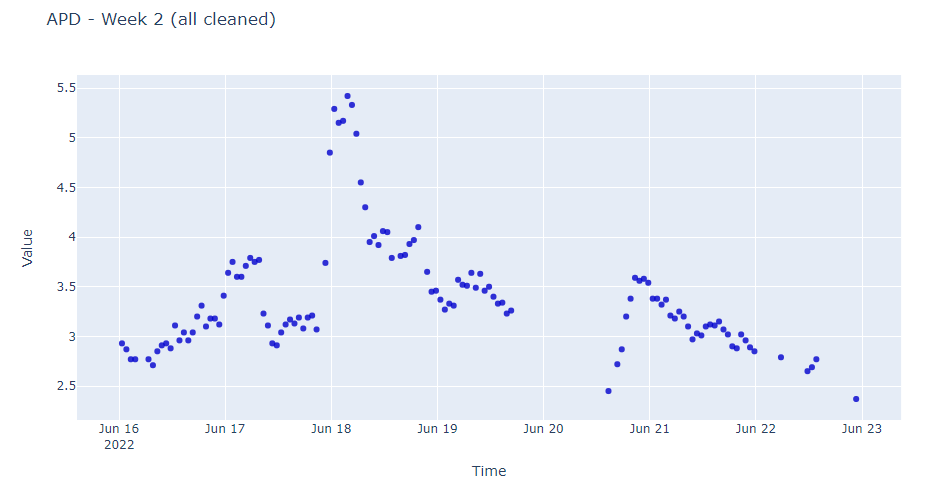 APD - Week 2 (all cleaned)
5.5
5
4.5
4
3.5
3
2.5
Value
Jun 16
2022
Jun 17
Jun 18
Jun 19
Jun 20
Jun 21
Jun 22
Jun 23
Time